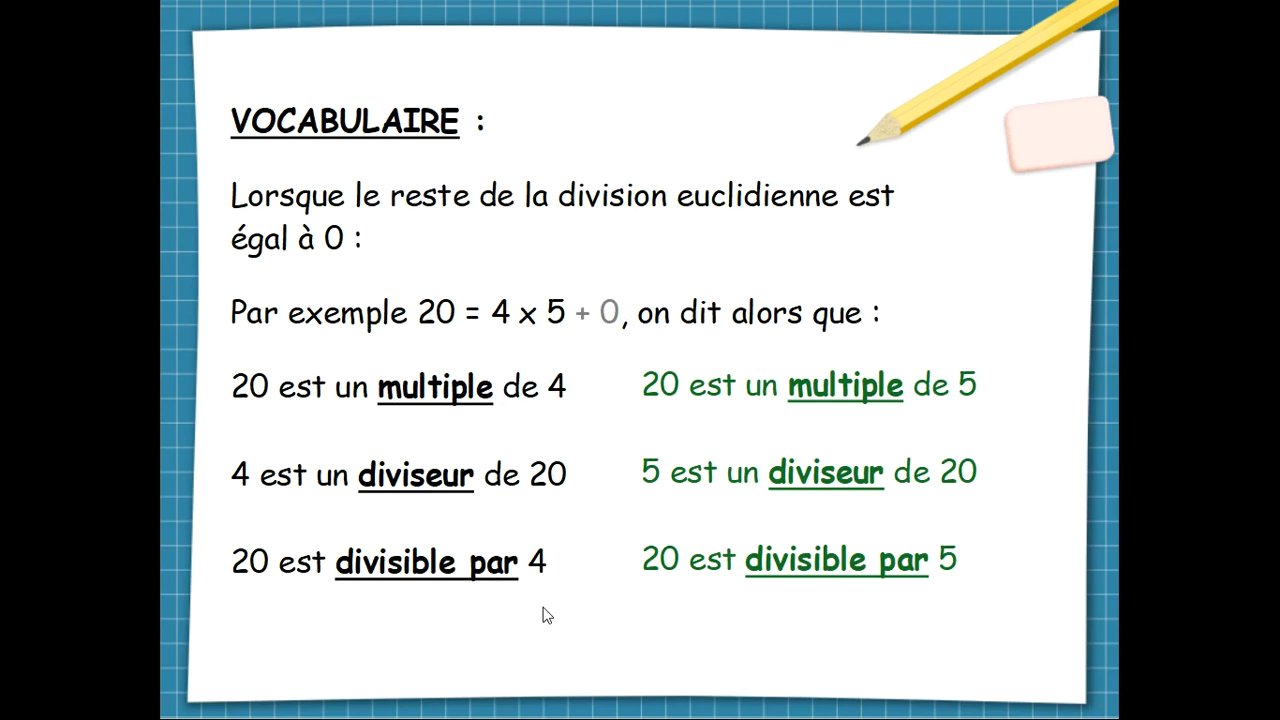 VOCABULAIRE :
Lorsque le reste de la division euclidienne est
égal à 0 :
Par exemple 20 = 4 x 5 + 0, on dit alors que :
20 est un multiple de 4
20 est un multiple de 5
4 est un diviseur de 20
5 est un diviseur de 20
20 est divisible par 4
20 est divisible par 5